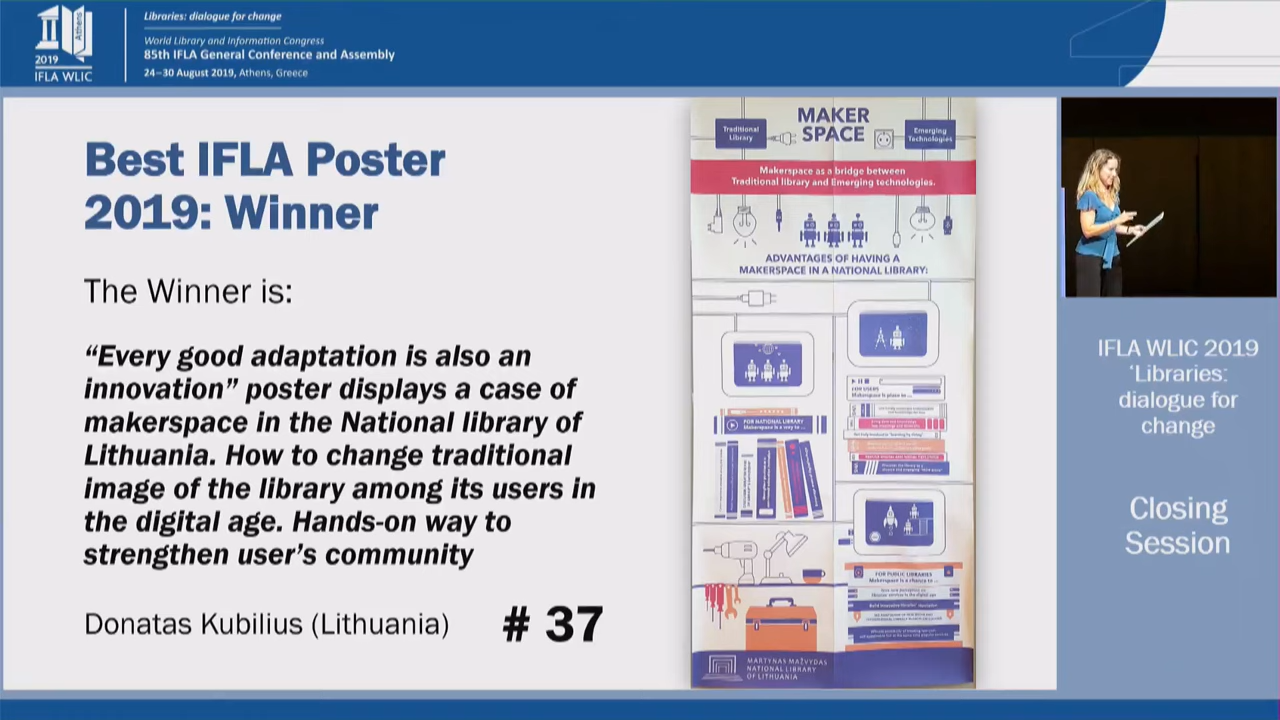 Libraries: dialogue for change
World Library and Information Congress
85th IFLA General Conference and Assembly
24–30 August 2019, Athens, Greece
Athens
2019
IFLA WLIC
Best IFLA Poster
2019: Winner
The Winner is:
“Every good adaptation is also an
innovation” poster displays a case of
makerspace in the National library of
Lithuania. How to change traditional
image of the library among its users in
the digital age. Hands-on way to
strengthen user’s community
Donatas Kubilius (Lithuania)
# 37
MAKER
SPACE
Traditional
Library
Emerging
Technologies
Makerspace as a bridge between
Traditional library and Emerging technologies.
ADVANTAGES OF HAVING A
MAKERSPACE IN A NATIONAL LIBRARY:
FOR USERS
Makerspace is place to ...
FOR NATIONAL LIBRARY
Makerspace is a way to ...
FOR PUBLIC LIBRARIES
Makerspace is a chance to ...
MARTYNAS MAŽVYDAS
NATIONAL LIBRARY
OF LITHUANIA
IFLA WLIC 2019
‘Libraries:
dialogue for
change
Closing
Session